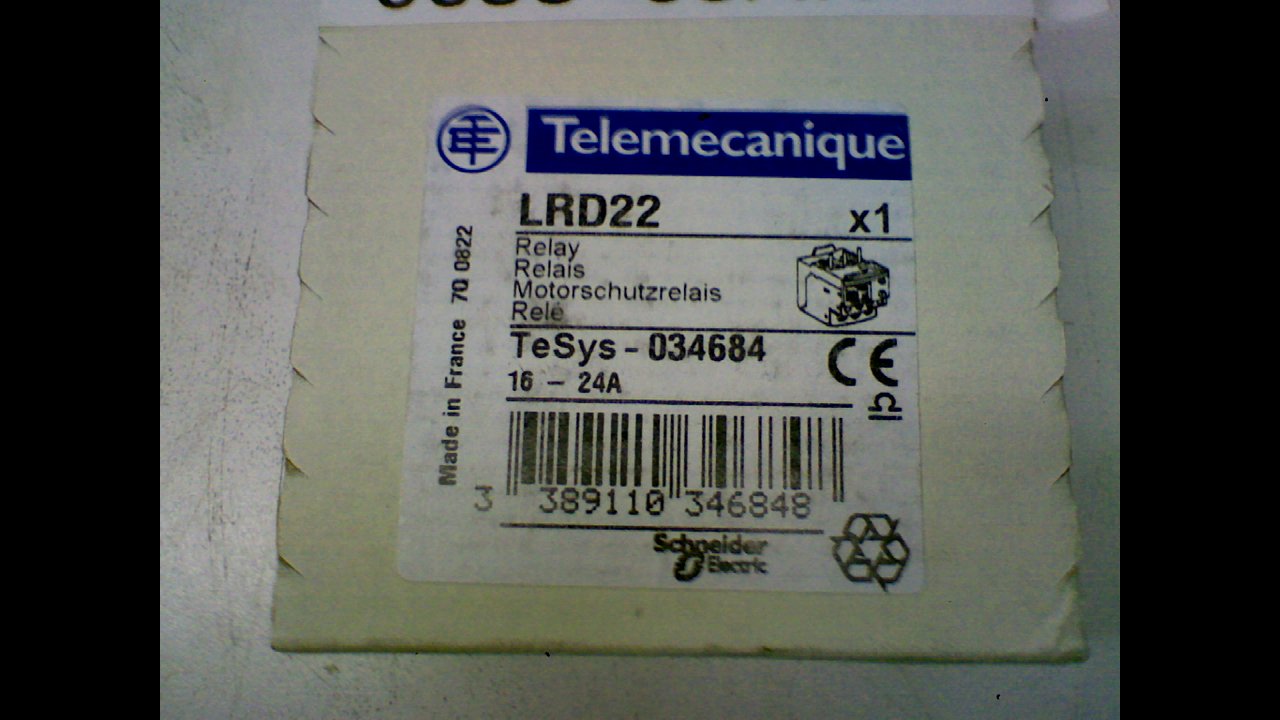 Telemecanique
LRD22 x1
Relay
Relais
Motorschutzrelais
Relé
TeSys - 034684
16 - 24A
CE
Made in France 70 0822
3 389110 346848
Schneider
Electric